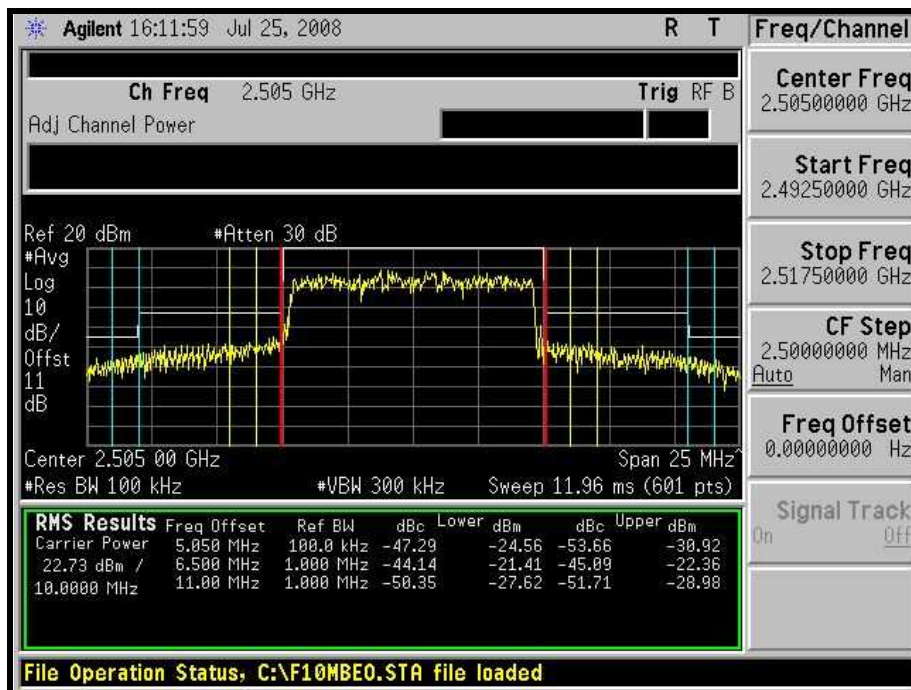 Agilent 16:11:59 Jul 25, 2008 R T Freq/Channel
Ch Freq 2.505 GHz Trig RF B
Adj Channel Power
Center Freq
2.50500000 GHz
Start Freq
2.49250000 GHz
Stop Freq
2.51750000 GHz
CF Step
2.50000000 MHz
Auto Man
Freq Offset
0.00000000 Hz
Signal Track
On Off
Ref 20 dBm #Atten 30 dB
#Avg
Log
10
dB/
Offst
11
dB
Center 2.505 00 GHz Span 25 MHz^
#Res BW 100 kHz #VBW 300 kHz Sweep 11.96 ms (601 pts)
RMS Results Freq Offset Ref BW dBc Lower dBm dBc Upper dBm
Carrier Power 5.050 MHz 100.0 kHz -47.29 -24.56 -53.66 -30.92
22.73 dBm / 6.500 MHz 1.000 MHz -44.14 -21.41 -45.09 -22.36
10.0000 MHz 11.00 MHz 1.000 MHz -50.35 -27.62 -51.71 -28.98
File Operation Status, C:\F10MBEO.STA file loaded